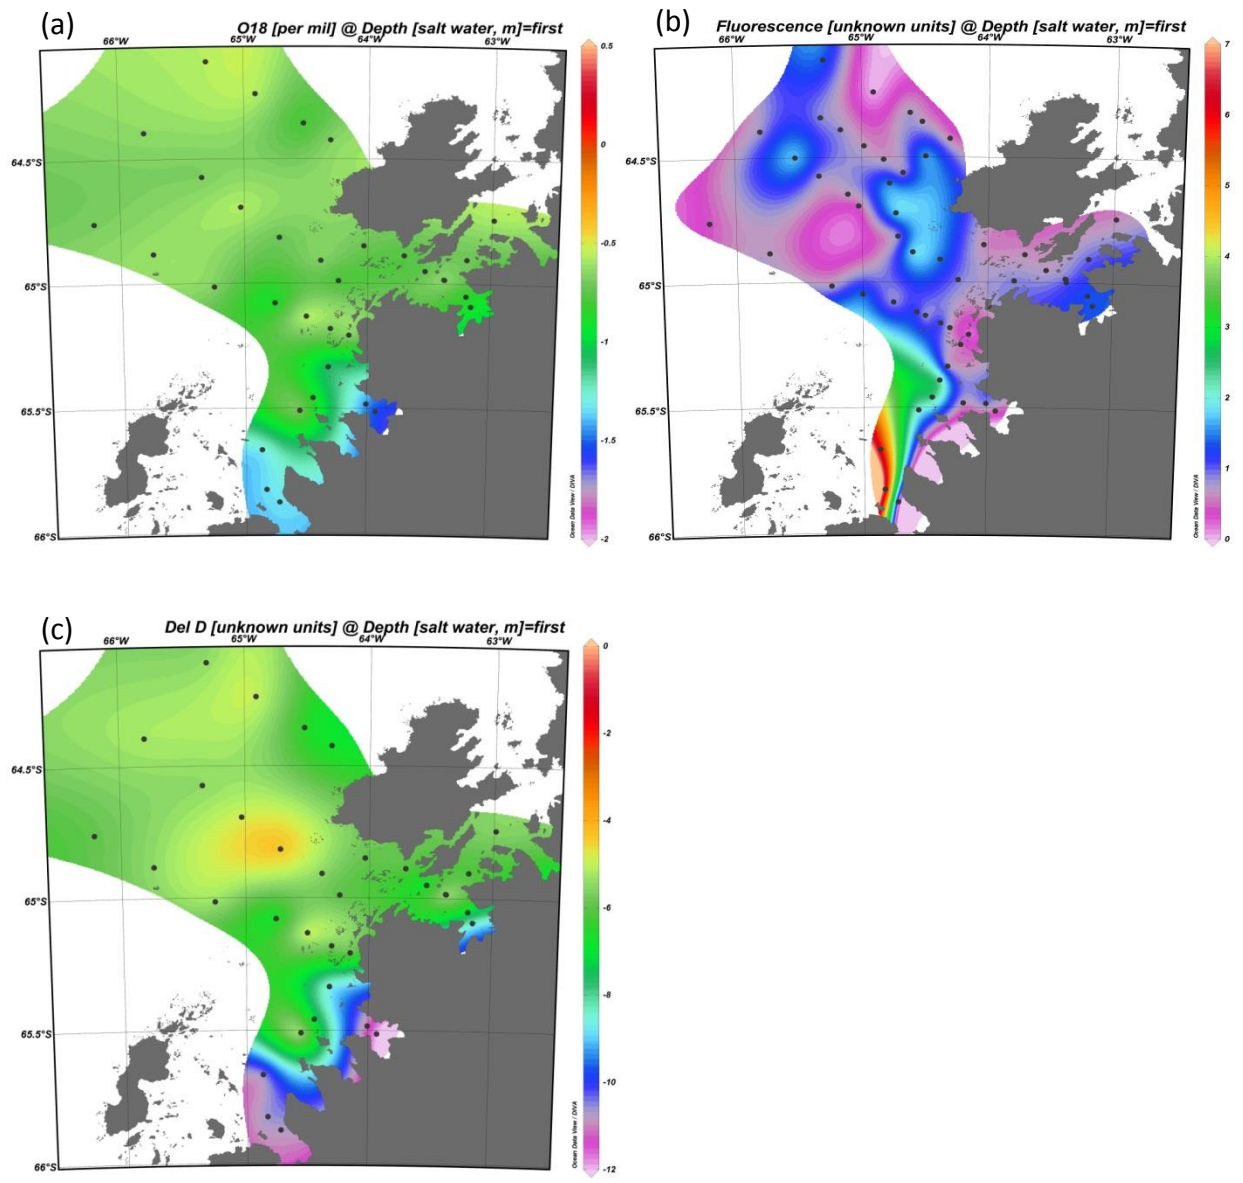 (a)
O18 [per mil] @ Depth [salt water, m]=first
66°W
65°W
64°W
63°W
64.5°S
65°S
65.5°S
66°S
0.5
0
-0.5
-1
-1.5
-2
Ocean Data View / DIVA
(b)
Fluorescence [unknown units] @ Depth [salt water, m]=first
66°W
65°W
64°W
63°W
64.5°S
65°S
65.5°S
66°S
7
6
5
4
3
2
1
0
Ocean Data View / DIVA
(c)
Del D [unknown units] @ Depth [salt water, m]=first
66°W
65°W
64°W
63°W
64.5°S
65°S
65.5°S
66°S
0
-2
-4
-6
-8
-10
-12
Ocean Data View / DIVA